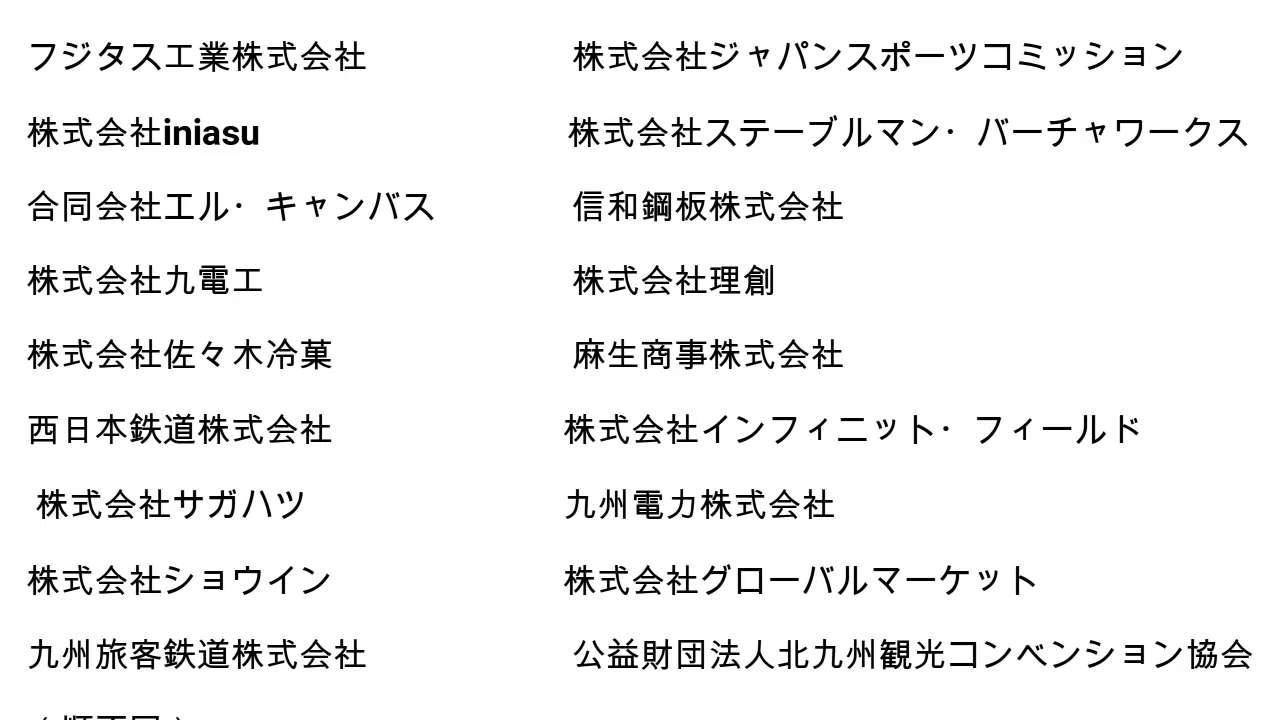 フジタス工業株式会社
株式会社ジャパンスポーツコミッション
株式会社iniasu
株式会社ステーブルマン・バーチャワークス
合同会社エル・キャンバス
信和鋼板株式会社
株式会社九電工
株式会社理創
株式会社佐々木冷菓
麻生商事株式会社
西日本鉄道株式会社
株式会社インフィニット・フィールド
株式会社サガハツ
九州電力株式会社
株式会社ショウイン
株式会社グローバルマーケット
九州旅客鉄道株式会社
公益財団法人北九州観光コンベンション協会
（順不同）